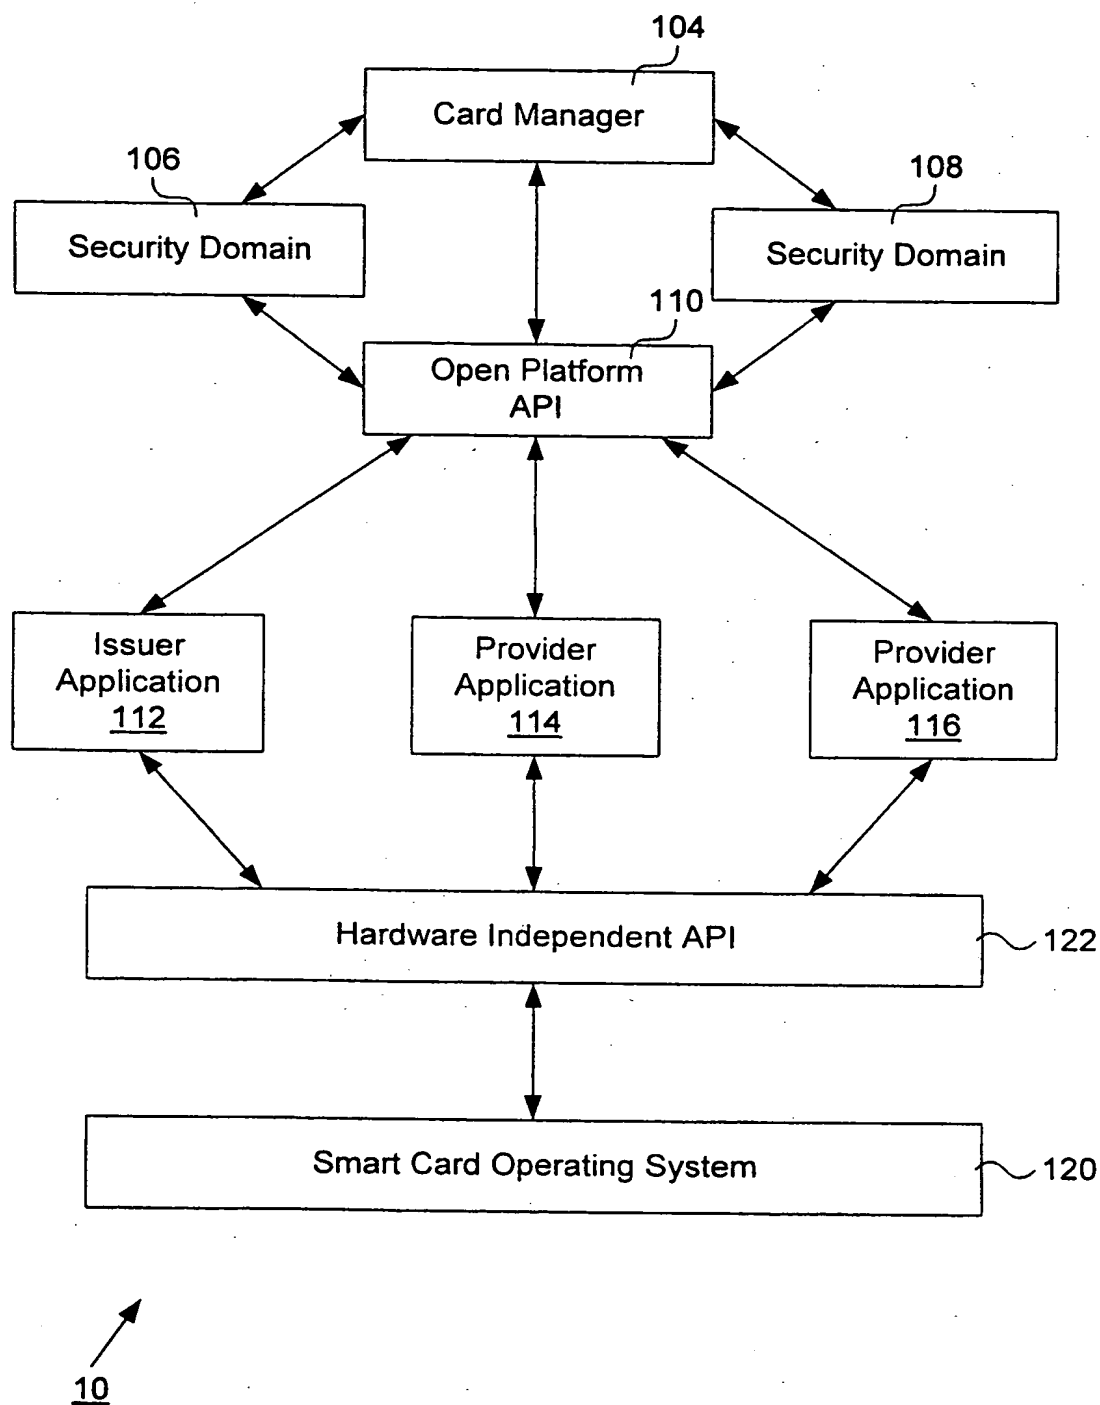 104
Card Manager
106
108
Security Domain
Security Domain
110
Open Platform
API
Issuer
Application
112
Provider
Application
114
Provider
Application
116
Hardware Independent API
122
Smart Card Operating System
120
10